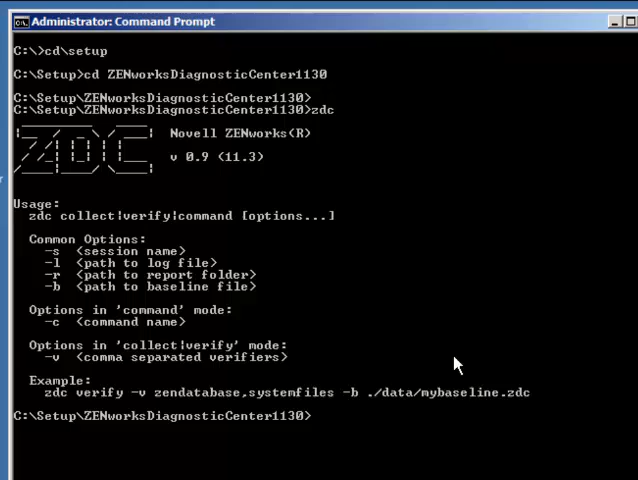 Administrator: Command Prompt
C:\>cd\setup
C:\Setup>cd ZENworksDiagnosticCenter1130
C:\Setup\ZENworksDiagnosticCenter1130>
C:\Setup\ZENworksDiagnosticCenter1130>zdc
ZDC
Novell ZENworks(R)
v 0.9 (11.3)
Usage:
zdc collect|verify|command [options...]
Common Options:
-s <session name>
-l <path to log file>
-r <path to report folder>
-b <path to baseline file>
Options in 'command' mode:
-c <command name>
Options in 'collect|verify' mode:
-v <comma separated verifiers>
Example:
zdc verify -v zendatabase,systemfiles -b ./data/mybaseline.zdc
C:\Setup\ZENworksDiagnosticCenter1130>